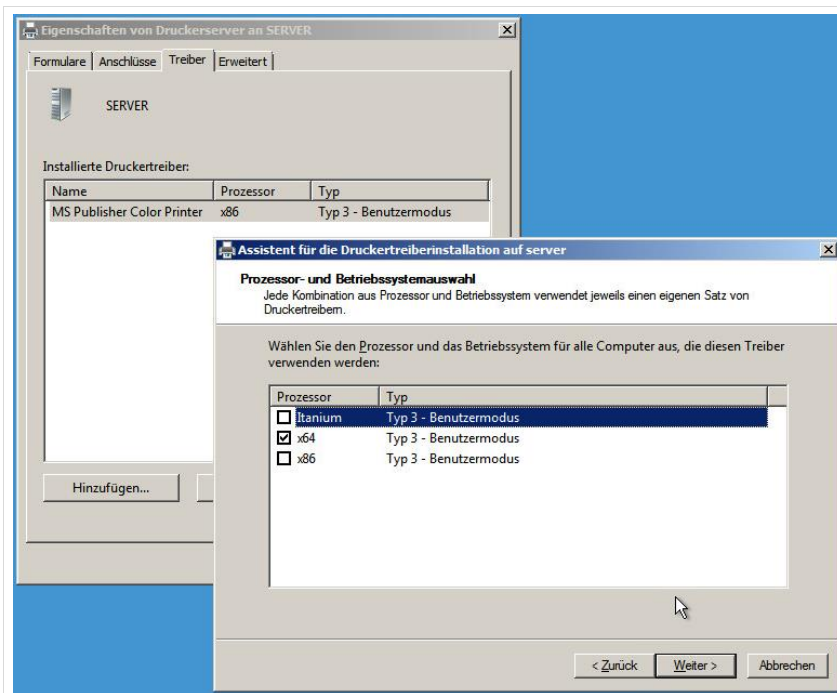 Eigenschaften von Druckerserver an SERVER
Formulare Anschlüsse Treiber Erweitert
SERVER
Installierte Druckertreiber:
Name Prozessor Typ
MS Publisher Color Printer x86 Typ 3 - Benutzermodus
Assistent für die Druckertreiberinstallation auf server
Prozessor- und Betriebssystemauswahl
Jede Kombination aus Prozessor und Betriebssystem verwendet jeweils einen eigenen Satz von
Druckertreibern.
Wählen Sie den Prozessor und das Betriebssystem für alle Computer aus, die diesen Treiber
verwenden werden:
Prozessor Typ
Itanium Typ 3 - Benutzermodus
x64 Typ 3 - Benutzermodus
x86 Typ 3 - Benutzermodus
Hinzufügen...
< Zurück Weiter > Abbrechen